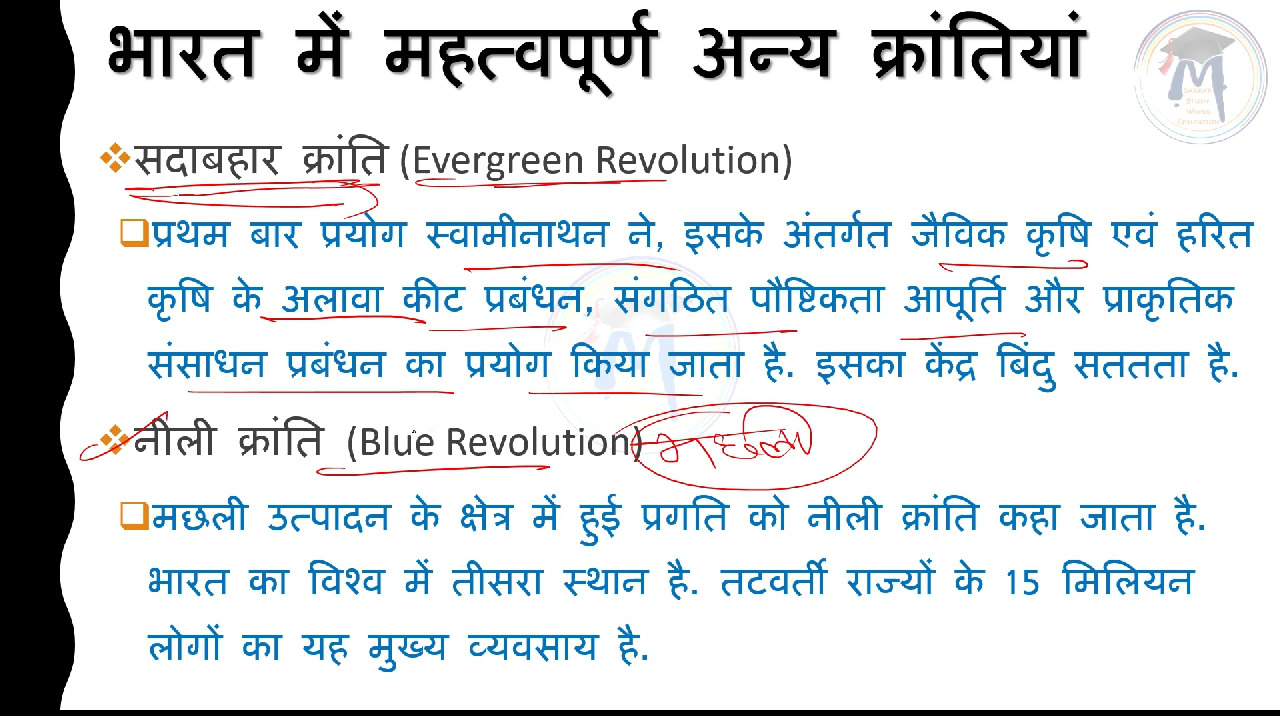 भारत में महत्वपूर्ण अन्य क्रांतियां
सदाबहार क्रांति (Evergreen Revolution)
प्रथम बार प्रयोग स्वामीनाथन ने, इसके अंतर्गत जैविक कृषि एवं हरित
कृषि के अलावा कीट प्रबंधन, संगठित पौष्टिकता आपूर्ति और प्राकृतिक
संसाधन प्रबंधन का प्रयोग किया जाता है. इसका केंद्र बिंदु सततता है.
नीली क्रांति (Blue Revolution) मछली
मछली उत्पादन के क्षेत्र में हुई प्रगति को नीली क्रांति कहा जाता है.
भारत का विश्व में तीसरा स्थान है. तटवर्ती राज्यों के 15 मिलियन
लोगों का यह मुख्य व्यवसाय है.